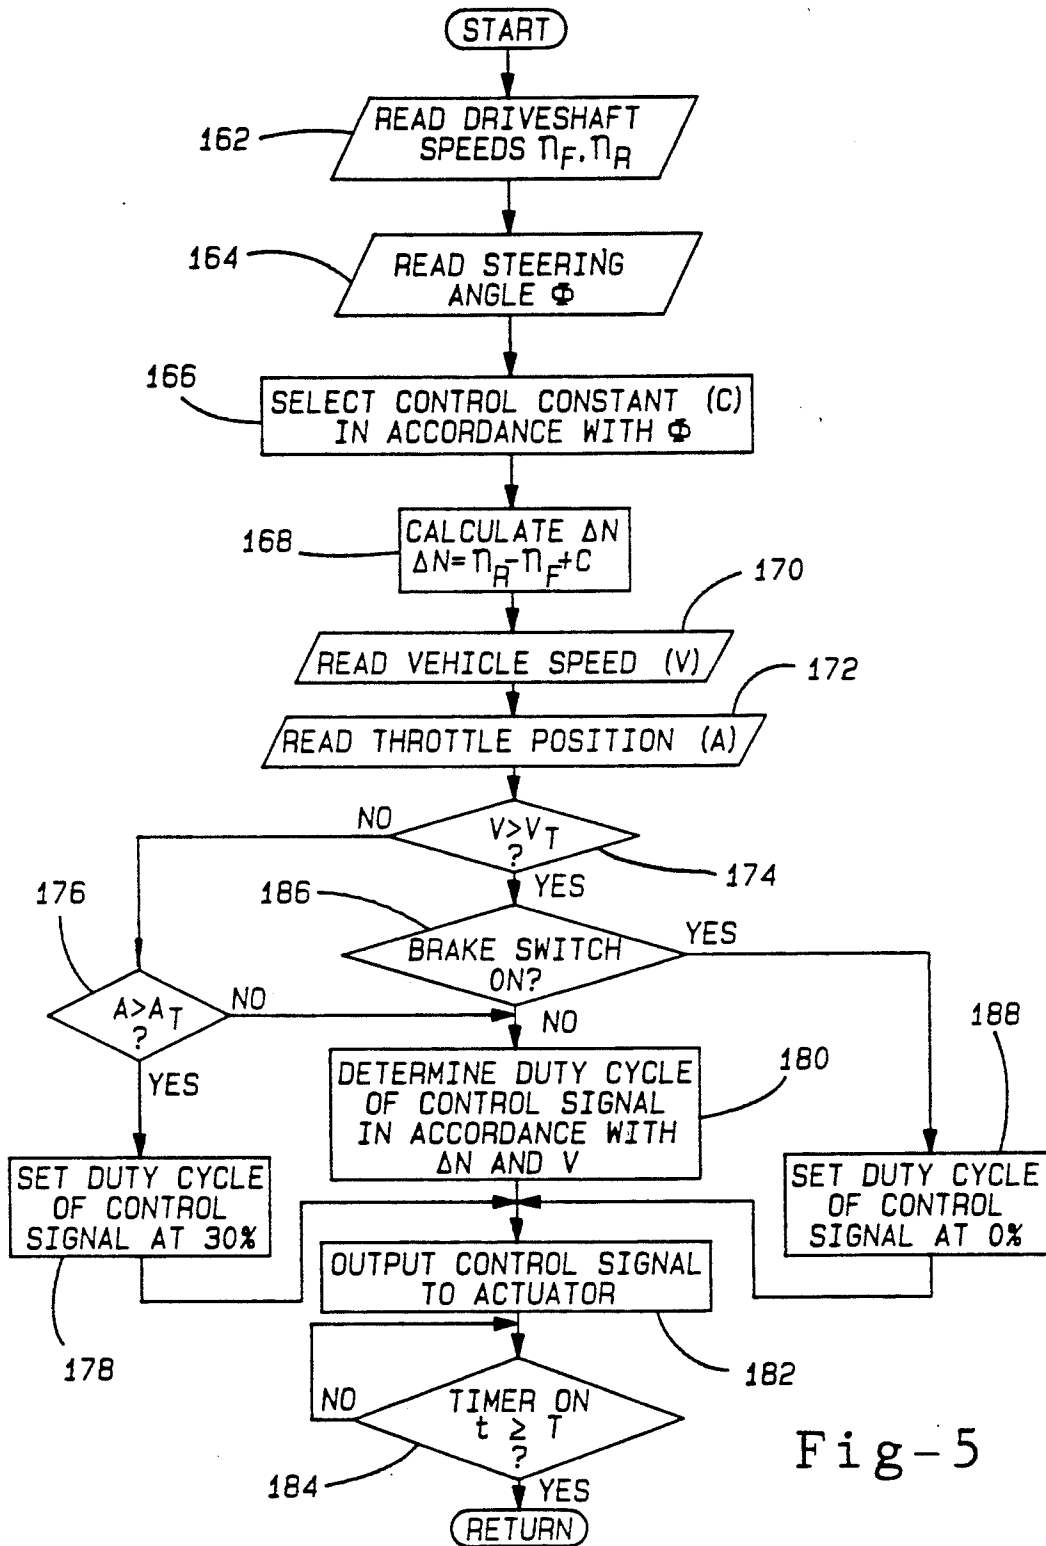 START
READ DRIVESHAFT
SPEEDS n_F, n_R
162
READ STEERING
ANGLE Φ
164
166
SELECT CONTROL CONSTANT (C)
IN ACCORDANCE WITH Φ
168
CALCULATE ΔN
ΔN=n_R-n_F+C
170
READ VEHICLE SPEED (V)
172
READ THROTTLE POSITION (A)
NO
V>V_T
?
174
YES
176
186
BRAKE SWITCH
ON?
YES
A>A_T
?
NO
NO
YES
188
DETERMINE DUTY CYCLE
OF CONTROL SIGNAL
IN ACCORDANCE WITH
ΔN AND V
180
SET DUTY CYCLE
OF CONTROL
SIGNAL AT 30%
178
SET DUTY CYCLE
OF CONTROL
SIGNAL AT 0%
OUTPUT CONTROL SIGNAL
TO ACTUATOR
182
NO
TIMER ON
t ≥ T
?
184
YES
RETURN
Fig-5